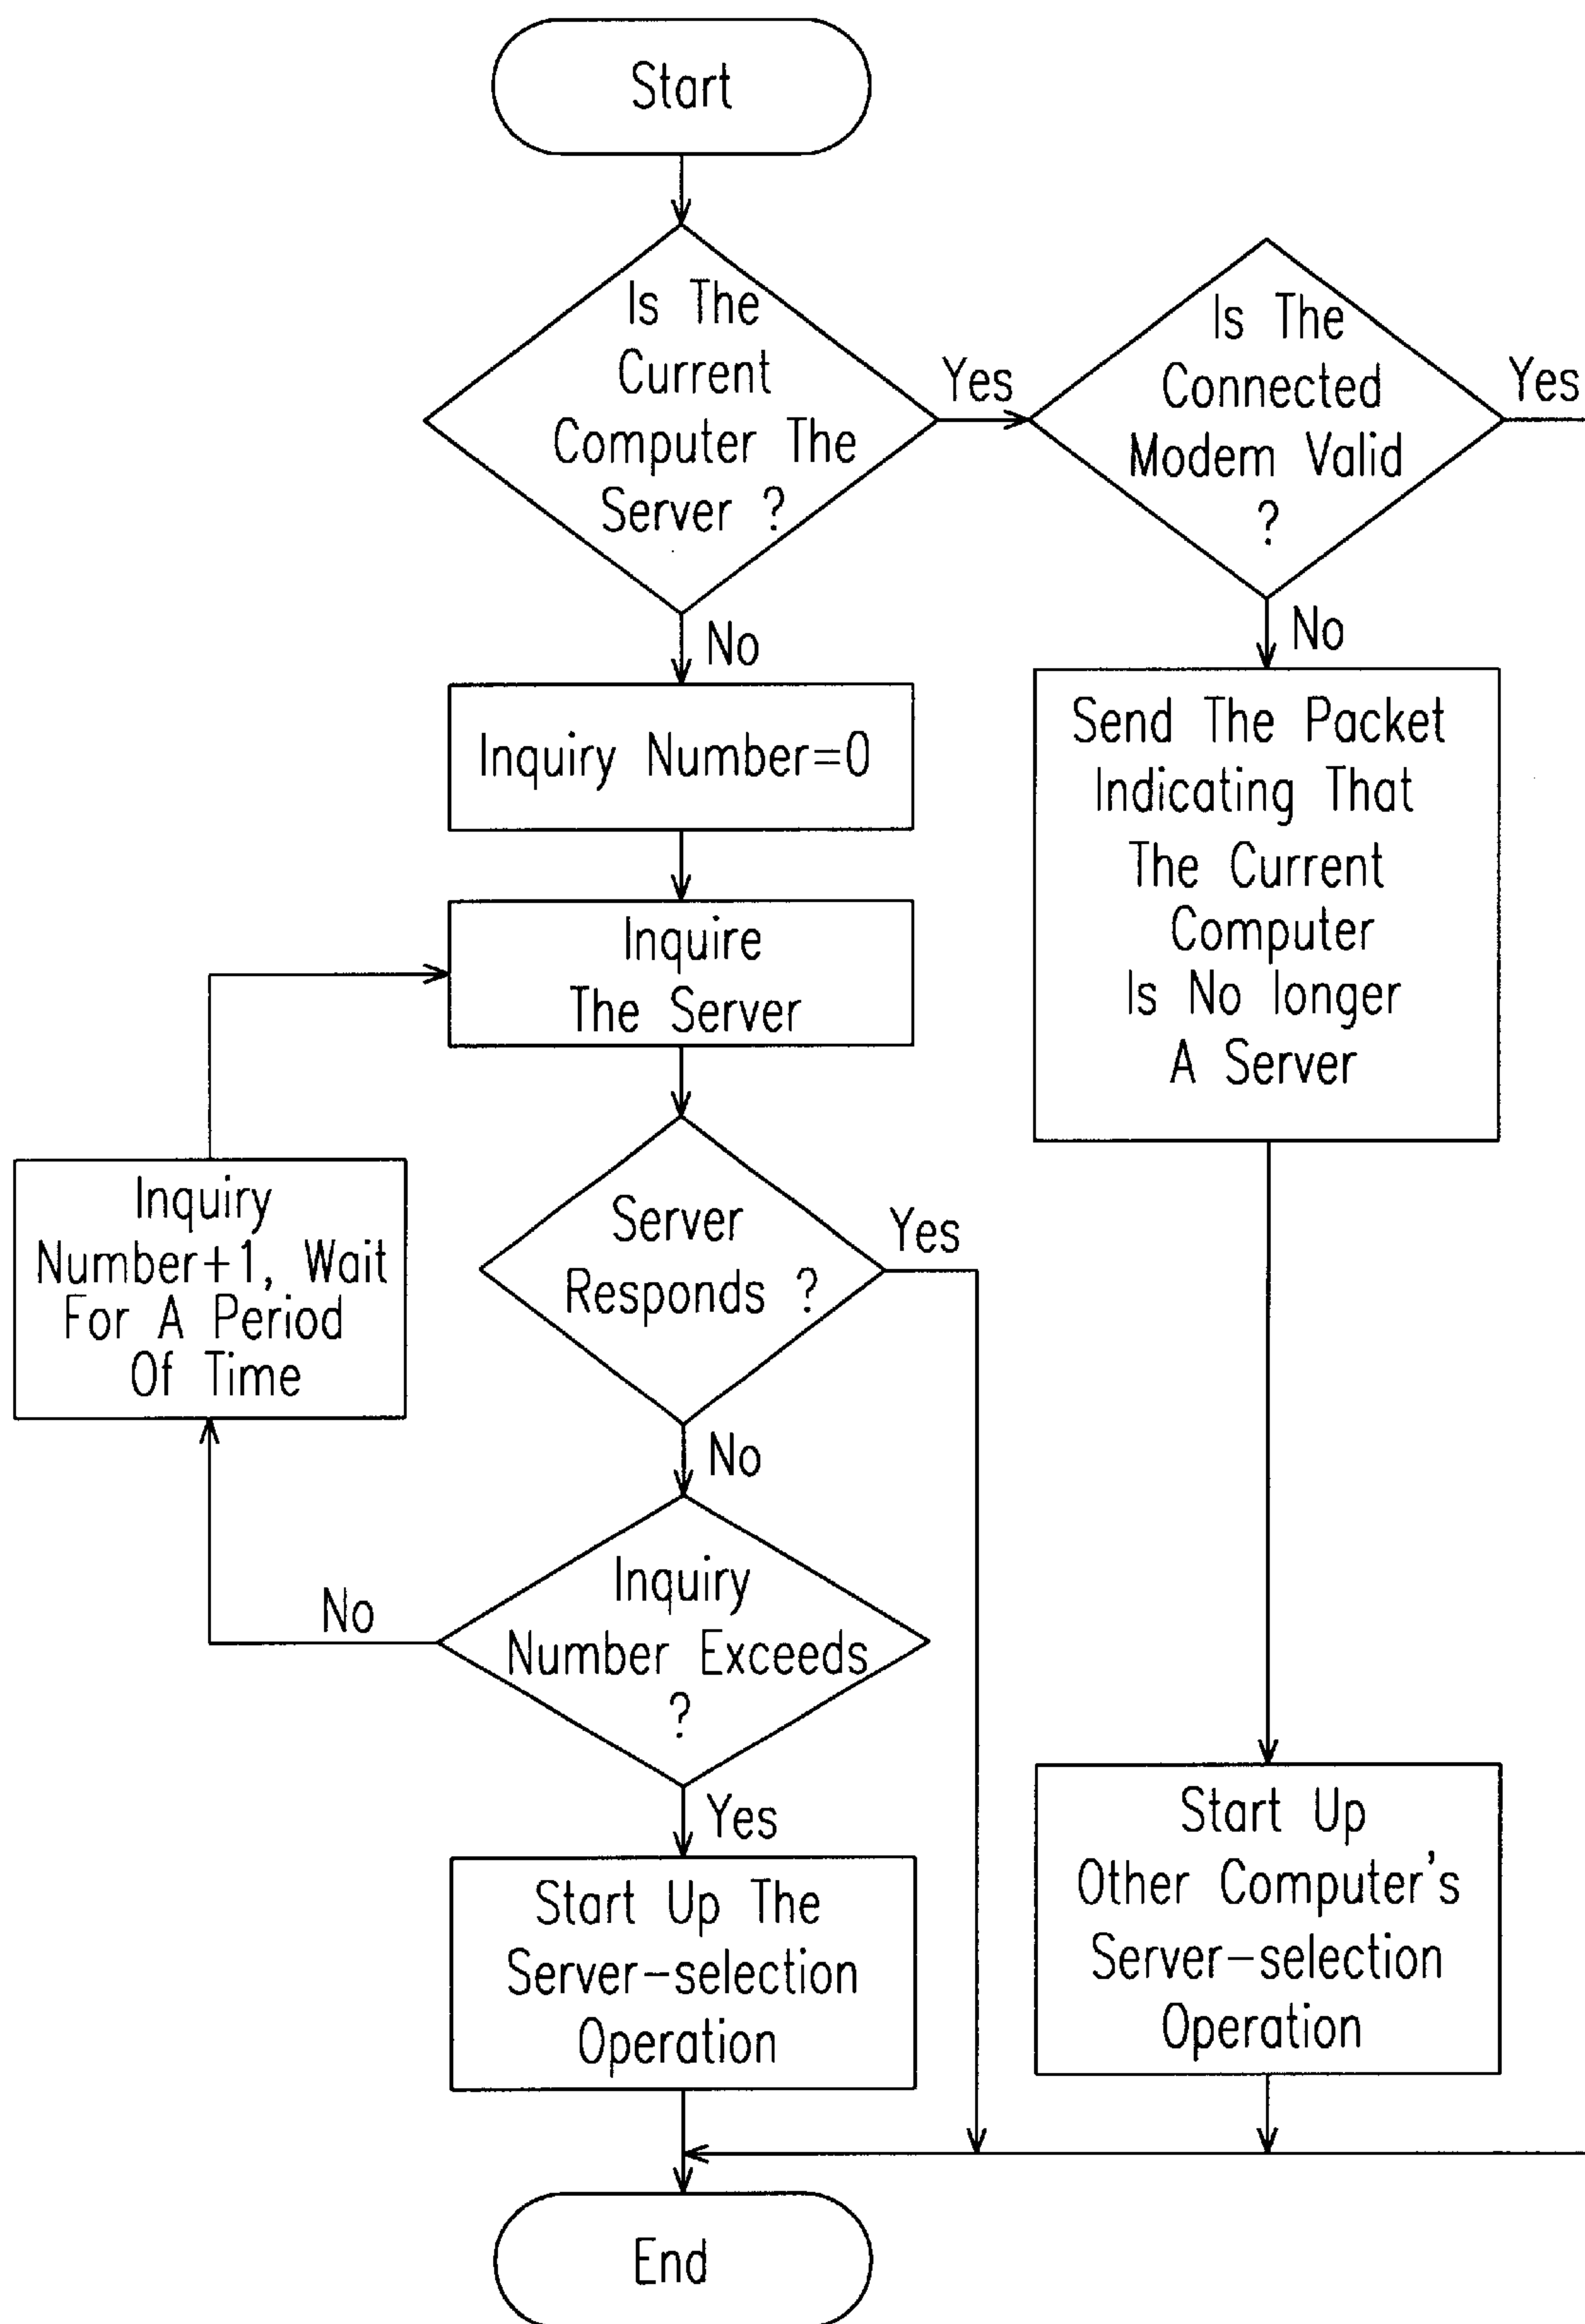 Start
Is The
Current
Computer The
Server ?
Yes
Is The
Connected
Modem Valid
?
Yes
No
No
Inquiry Number=0
Send The Packet
Indicating That
The Current
Computer
Is No longer
A Server
Inquire
The Server
Inquiry
Number+1, Wait
For A Period
Of Time
Server
Responds ?
Yes
No
Inquiry
Number Exceeds
?
No
Yes
Start Up The
Server-selection
Operation
Start Up
Other Computer's
Server-selection
Operation
End